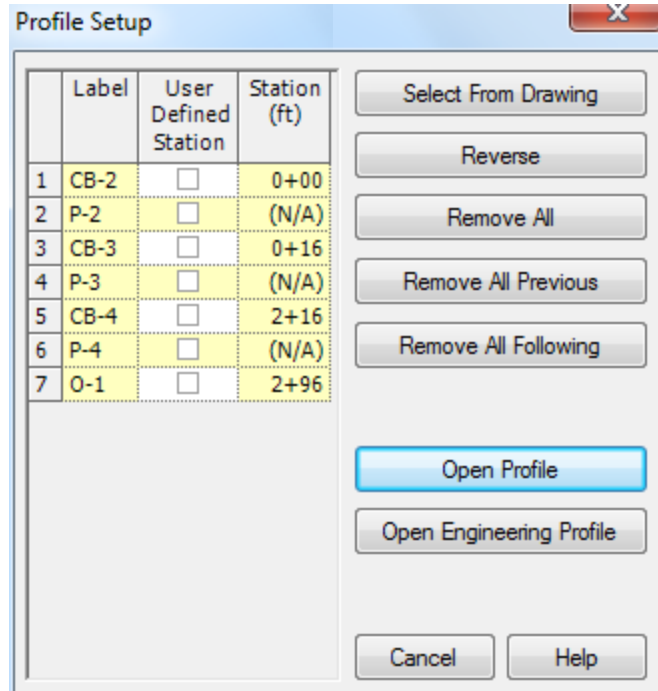 Profile Setup
Label User Defined Station Station (ft)
1 CB-2 0+00
2 P-2 (N/A)
3 CB-3 0+16
4 P-3 (N/A)
5 CB-4 2+16
6 P-4 (N/A)
7 O-1 2+96
Select From Drawing
Reverse
Remove All
Remove All Previous
Remove All Following
Open Profile
Open Engineering Profile
Cancel Help